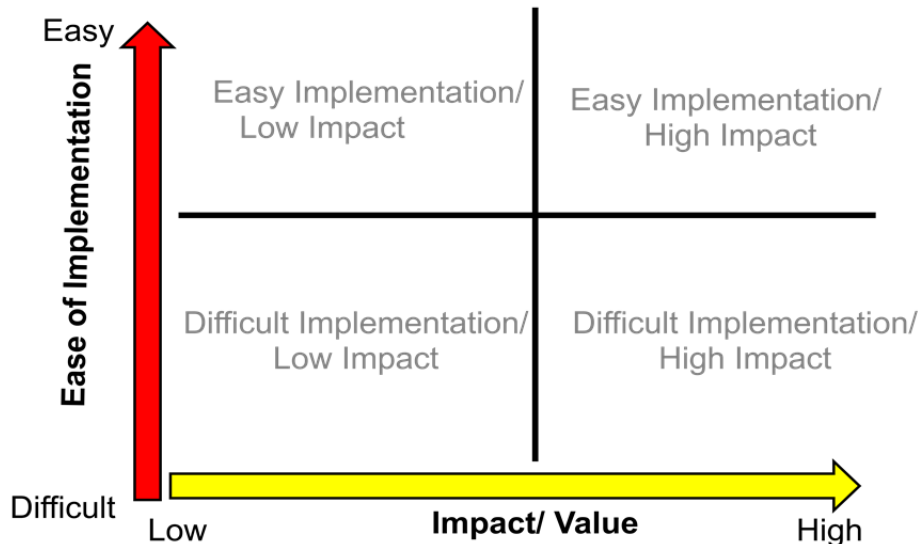 Easy
Ease of Implementation
Easy Implementation/
Low Impact
Easy Implementation/
High Impact
Difficult Implementation/
Low Impact
Difficult Implementation/
High Impact
Difficult
Low
Impact/ Value
High